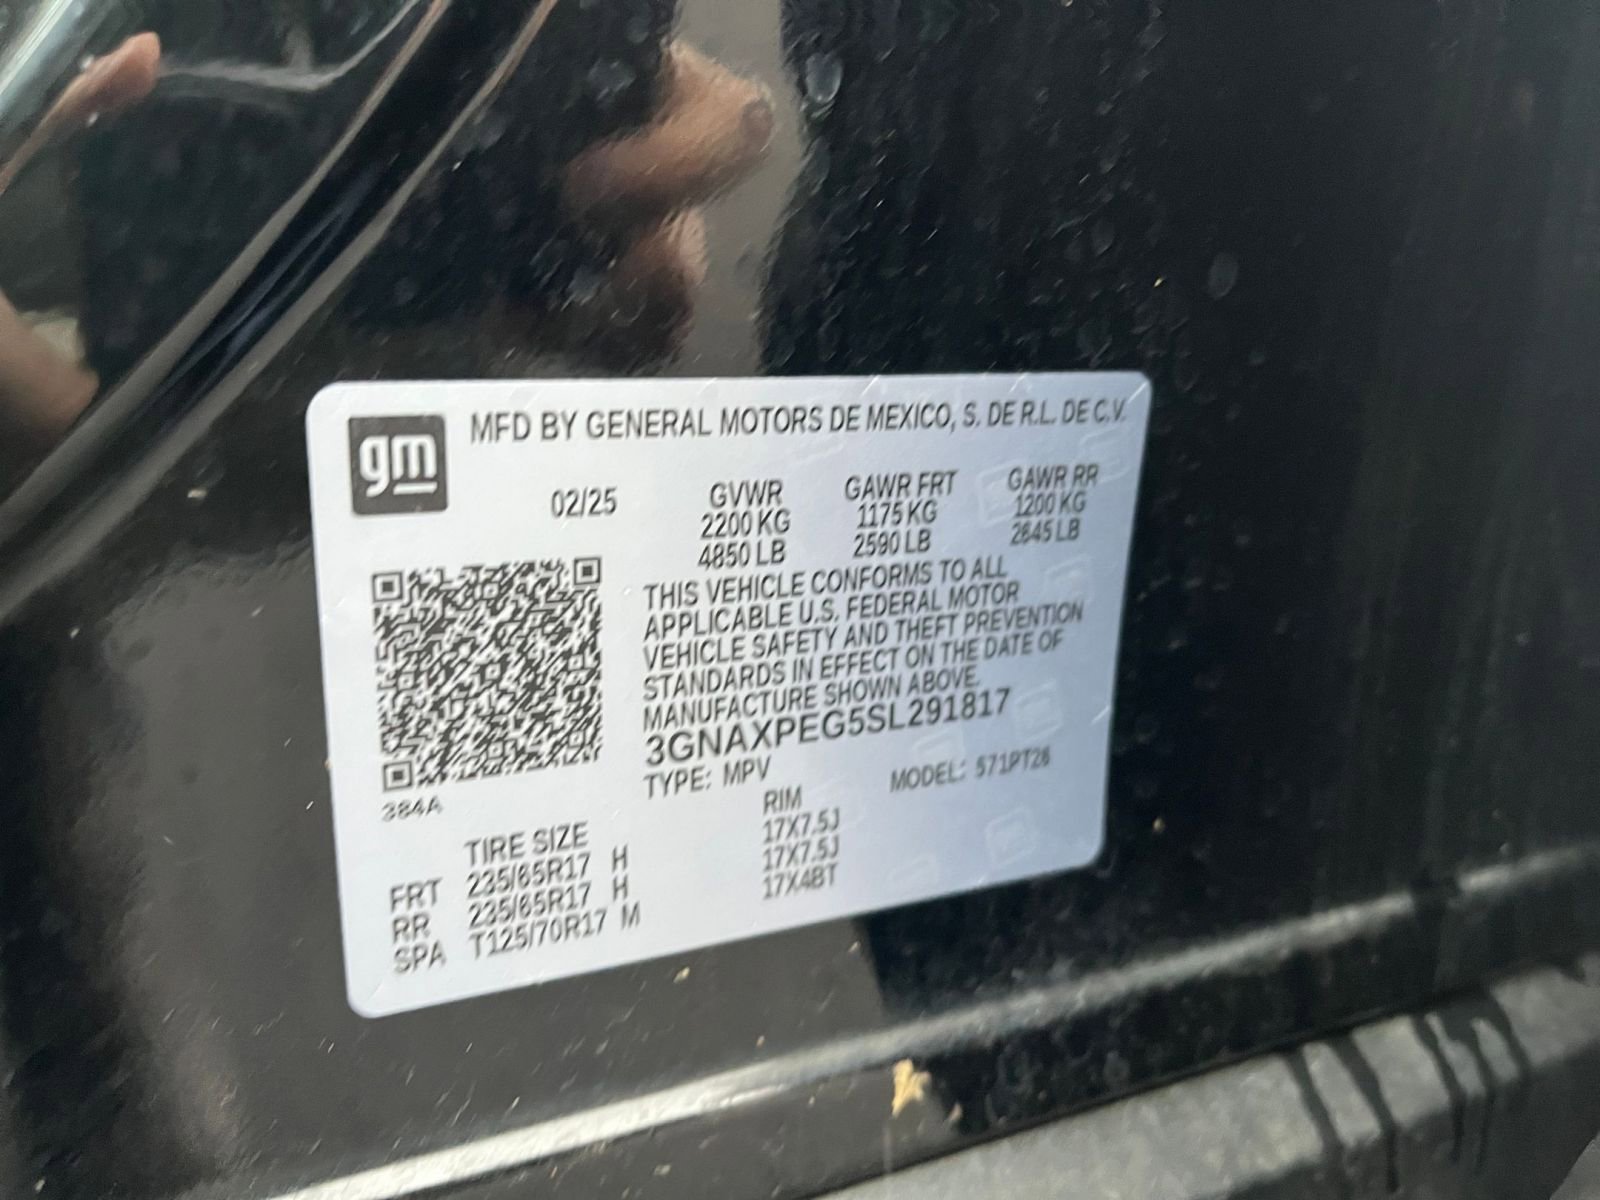 gm
MFD BY GENERAL MOTORS DE MEXICO, S. DE R.L. DE C.V.
02/25 GVWR GAWR FRT GAWR RR
2200 KG 1175 KG 1200 KG
4850 LB 2590 LB 2645 LB
THIS VEHICLE CONFORMS TO ALL
APPLICABLE U.S. FEDERAL MOTOR
VEHICLE SAFETY AND THEFT PREVENTION
STANDARDS IN EFFECT ON THE DATE OF
MANUFACTURE SHOWN ABOVE.
3GNAXPEG5SL291817
TYPE: MPV MODEL: 571PT26
384A
TIRE SIZE RIM
FRT 235/65R17 H 17X7.5J
RR 235/65R17 H 17X7.5J
SPA T125/70R17 M 17X4BT